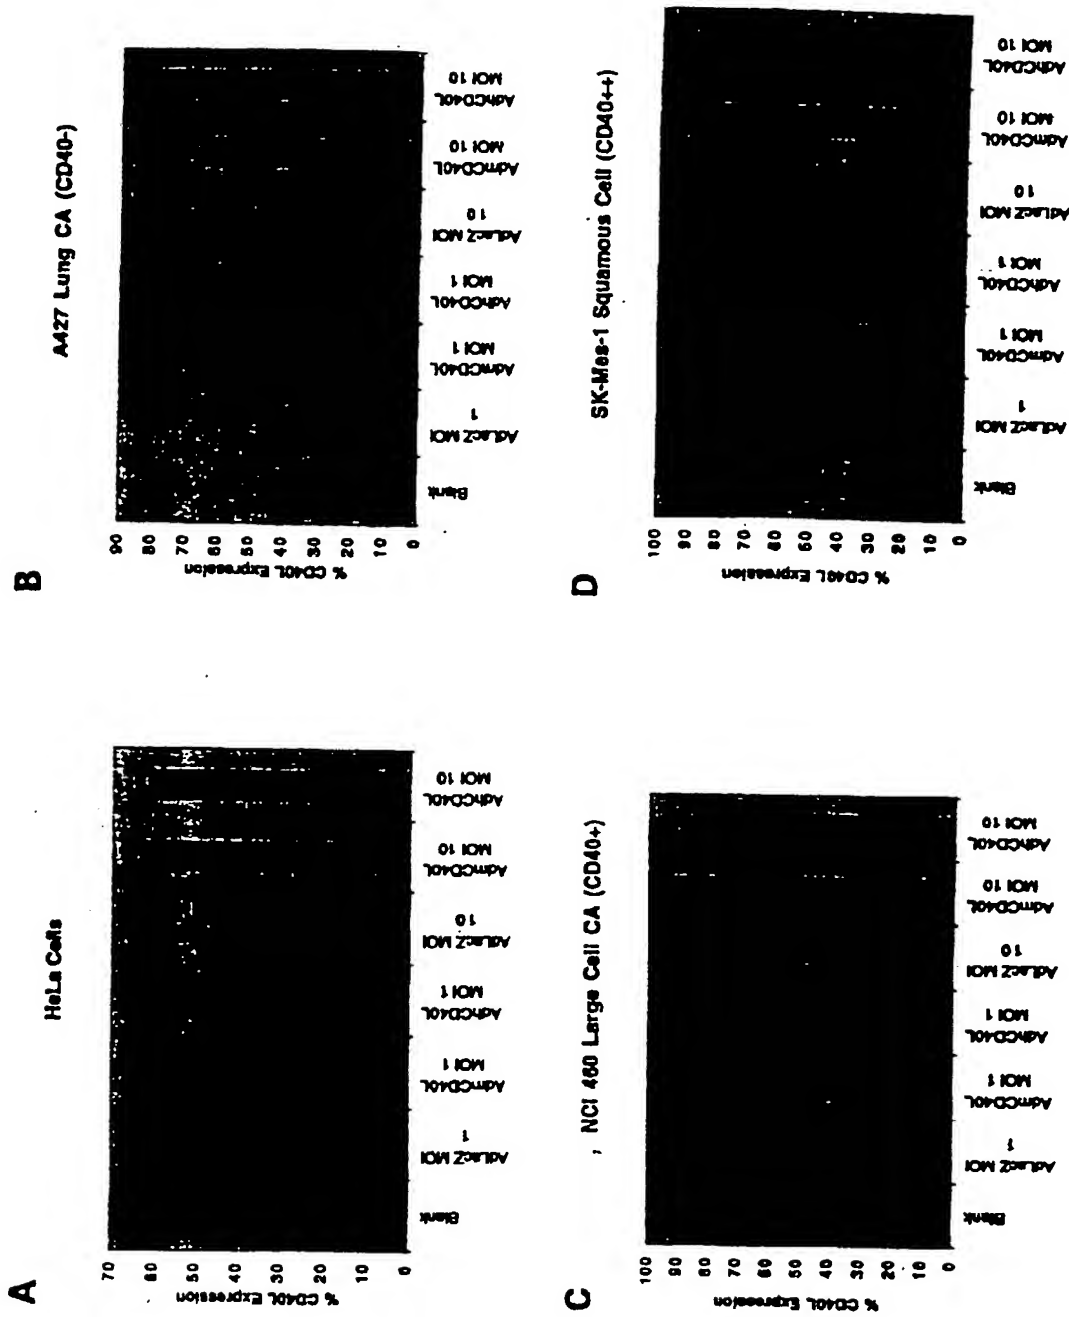 A
HeLa Cells
% CD40L Expression
70
60
50
40
30
20
10
0
Blank
AdLacZ MOI
1
AdmCD40L
MOI 1
AdhCD40L
MOI 1
AdLacZ MOI
10
AdmCD40L
MOI 10
AdhCD40L
MOI 10
B
A427 Lung CA (CD40-)
% CD40L Expression
90
80
70
60
50
40
30
20
10
0
Blank
AdLacZ MOI
1
AdmCD40L
MOI 1
AdhCD40L
MOI 1
AdLacZ MOI
10
AdmCD40L
MOI 10
AdhCD40L
MOI 10
C
, NCI 460 Large Cell CA (CD40+)
% CD40L Expression
100
90
80
70
60
50
40
30
20
10
0
Blank
AdLacZ MOI
1
AdmCD40L
MOI 1
AdhCD40L
MOI 1
AdLacZ MOI
10
AdmCD40L
MOI 10
AdhCD40L
MOI 10
D
SK-Mes-1 Squamous Cell (CD40++)
% CD40L Expression
100
90
80
70
60
50
40
30
20
10
0
Blank
AdLacZ MOI
1
AdmCD40L
MOI 1
AdhCD40L
MOI 1
AdLacZ MOI
10
AdmCD40L
MOI 10
AdhCD40L
MOI 10